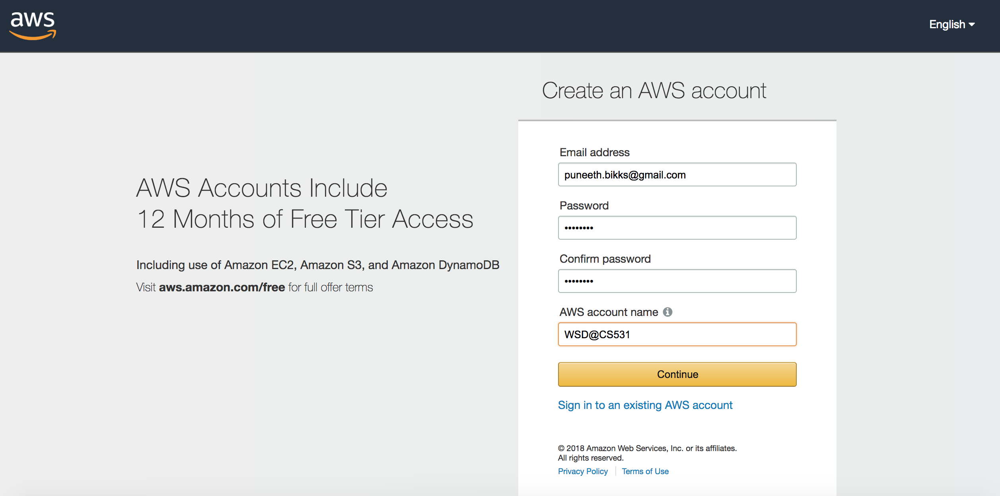 aws
English
Create an AWS account
AWS Accounts Include
12 Months of Free Tier Access
Including use of Amazon EC2, Amazon S3, and Amazon DynamoDB
Visit aws.amazon.com/free for full offer terms
Email address
puneeth.bikks@gmail.com
Password
••••••••
Confirm password
••••••••
AWS account name
WSD@CS531
Continue
Sign in to an existing AWS account
© 2018 Amazon Web Services, Inc. or its affiliates.
All rights reserved.
Privacy Policy Terms of Use